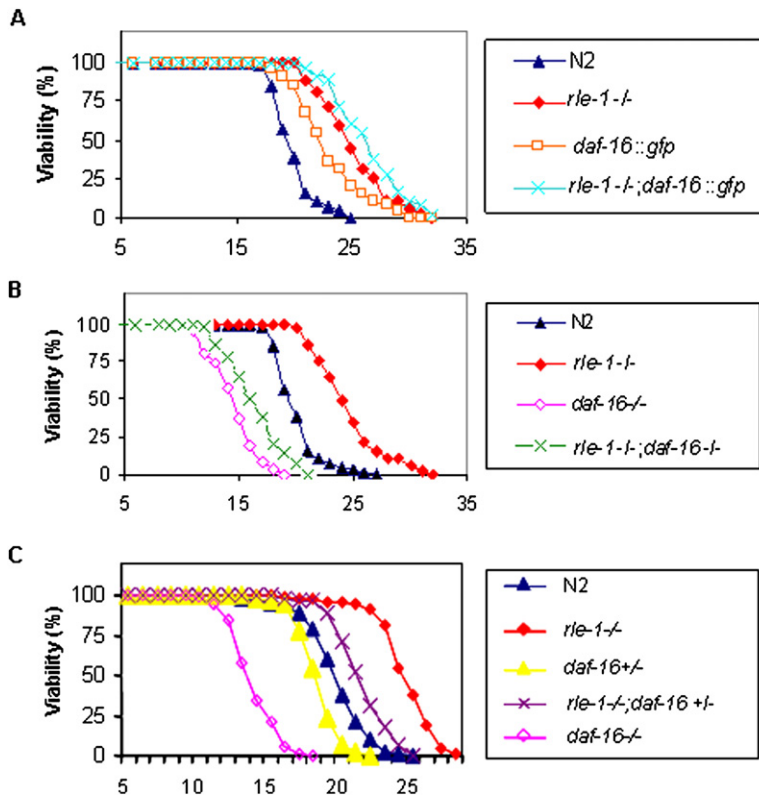 A
Viability (%)
100
75
50
25
0
5 15 25 35
N2
rle-1-/-
daf-16::gfp
rle-1-/-;daf-16::gfp
B
Viability (%)
100
75
50
25
0
5 15 25 35
N2
rle-1-/-
daf-16-/-
rle-1-/-;daf-16-/-
C
Viability (%)
100
75
50
25
0
5 10 15 20 25
N2
rle-1-/-
daf-16+/-
rle-1-/-;daf-16 +/-
daf-16-/-